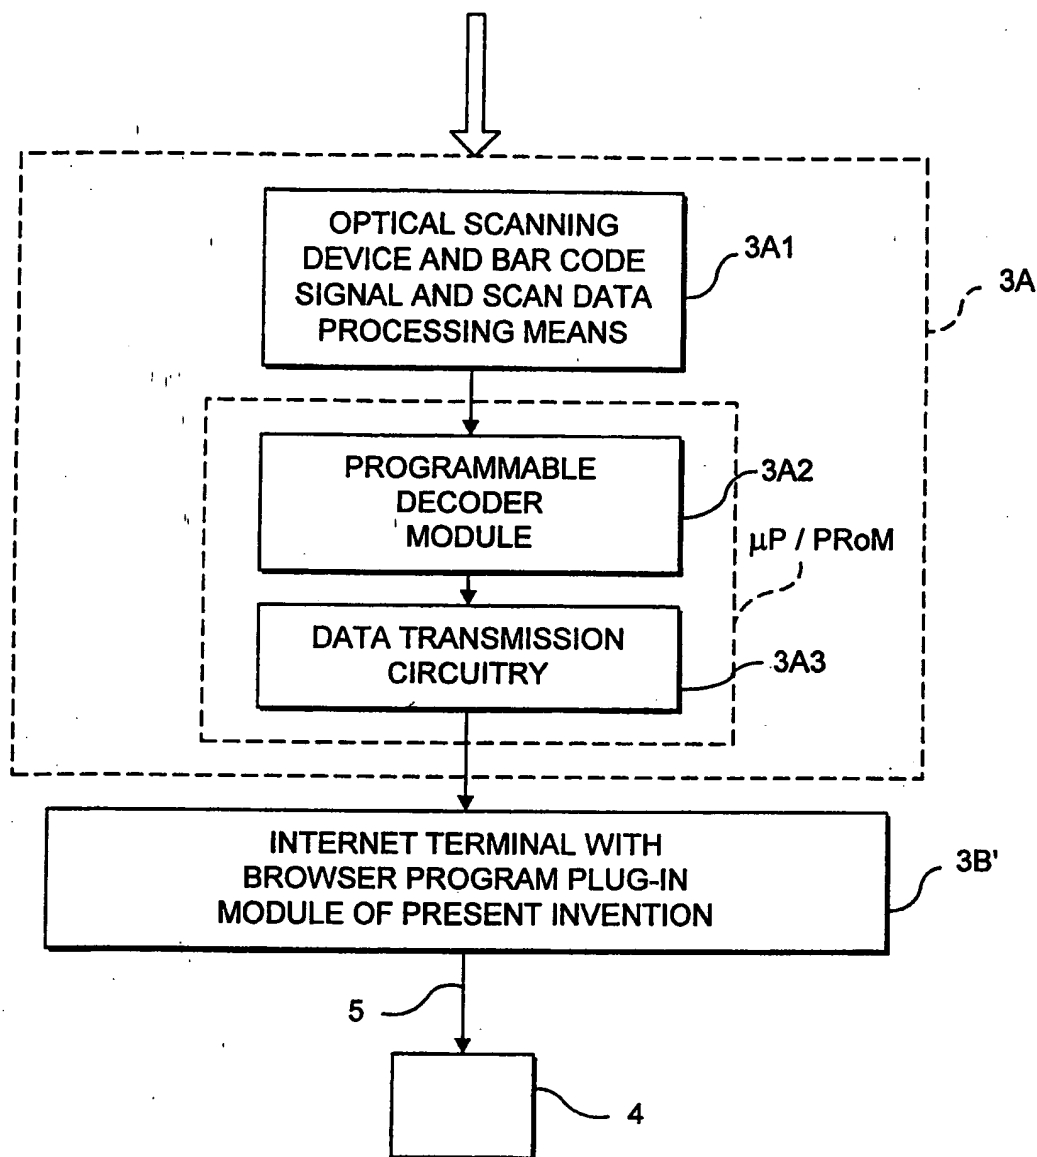 OPTICAL SCANNING
DEVICE AND BAR CODE
SIGNAL AND SCAN DATA
PROCESSING MEANS
3A1
3A
PROGRAMMABLE
DECODER
MODULE
3A2
μP / PRoM
DATA TRANSMISSION
CIRCUITRY
3A3
INTERNET TERMINAL WITH
BROWSER PROGRAM PLUG-IN
MODULE OF PRESENT INVENTION
3B'
5
4